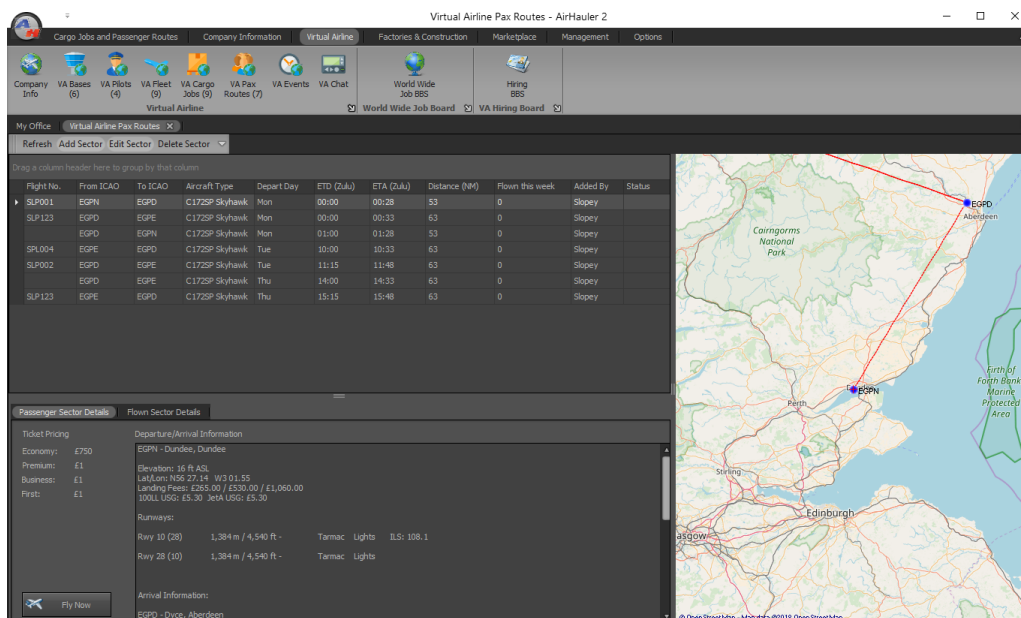 Virtual Airline Pax Routes - AirHauler 2
Cargo Jobs and Passenger Routes Company Information Virtual Airline Factories & Construction Marketplace Management Options
Company Info VA Bases (6) VA Pilots (4) VA Fleet (9) VA Cargo Jobs (9) VA Pax Routes (7) VA Events VA Chat World Wide Job BBS Hiring BBS
Virtual Airline World Wide Job Board VA Hiring Board
My Office Virtual Airline Pax Routes
Refresh Add Sector Edit Sector Delete Sector
Drag a column header here to group by that column
Flight No. From ICAO To ICAO Aircraft Type Depart Day ETD (Zulu) ETA (Zulu) Distance (NM) Flown this week Added By Status
SLP001 EGPN EGPD C172SP Skyhawk Mon 00:00 00:28 53 0 Slopey
SLP123 EGPD EGPE C172SP Skyhawk Mon 00:00 00:33 63 0 Slopey
EGPD EGPN C172SP Skyhawk Mon 01:00 01:28 53 0 Slopey
SPL004 EGPE EGPD C172SP Skyhawk Tue 10:00 10:33 63 0 Slopey
SLP002 EGPD EGPE C172SP Skyhawk Tue 11:15 11:48 63 0 Slopey
EGPD EGPE C172SP Skyhawk Thu 14:00 14:33 63 0 Slopey
SLP123 EGPE EGPD C172SP Skyhawk Thu 15:15 15:48 63 0 Slopey
EGPD
Aberdeen
Cairngorms
National
Park
EGPN
Perth
Firth of
Forth Bank
Marine
Protected
Area
Stirling
Edinburgh
asgow
© OpenStreetMap - Map data ©2018 OpenStreetMap
Passenger Sector Details Flown Sector Details
Ticket Pricing
Economy: £750
Premium: £1
Business: £1
First: £1
Fly Now
Departure/Arrival Information
EGPN - Dundee, Dundee
Elevation: 16 ft ASL
Lat/Lon: N56 27.14 W3 01.55
Landing Fees: £265.00 / £530.00 / £1,060.00
100LL USG: £5.30 JetA USG: £5.30
Runways:
Rwy 10 (28) 1,384 m / 4,540 ft - Tarmac Lights ILS: 108.1
Rwy 28 (10) 1,384 m / 4,540 ft - Tarmac Lights
Arrival Information:
EGPD - Dyce, Aberdeen